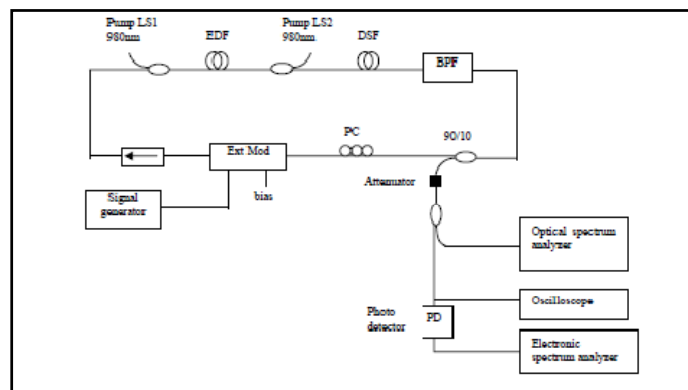 Pump LS1
980nm
EDF
Pump LS2
980nm
DSF
BPF
PC
90/10
Ext Mod
Attenuator
bias
Signal
generator
Optical spectrum
analyzer
Oscilloscope
Photo
detector
PD
Electronic
spectrum analyzer